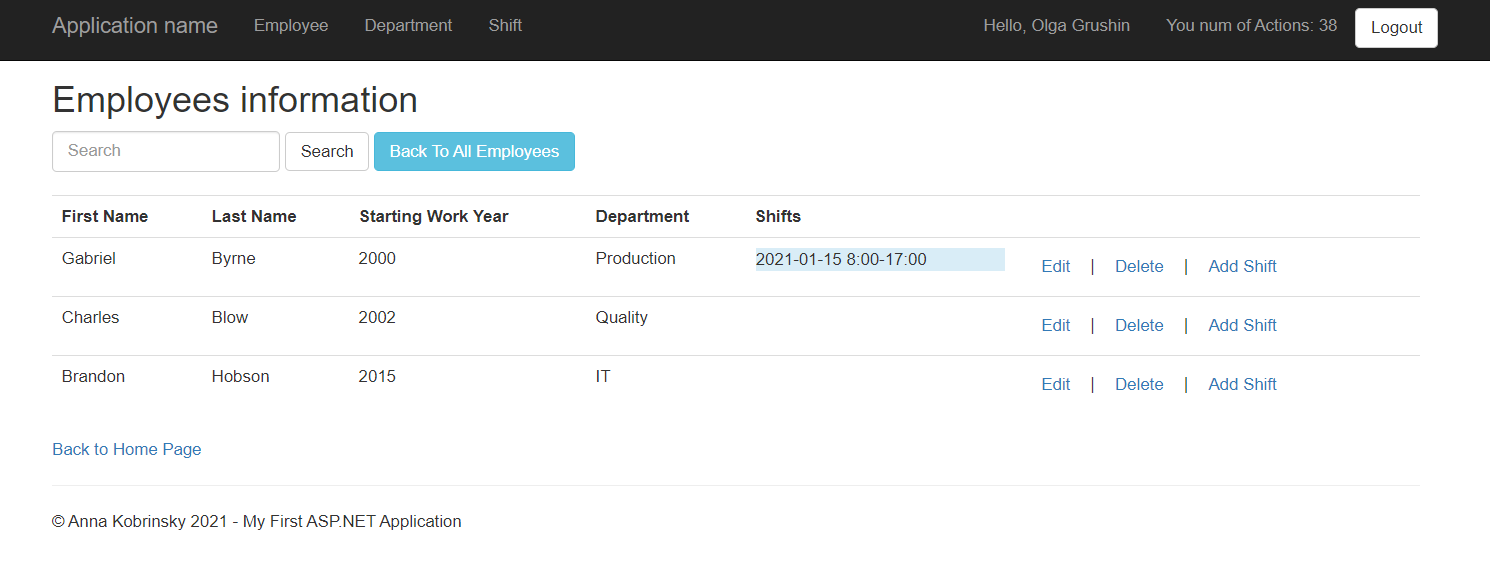 Application name Employee Department Shift Hello, Olga Grushin You num of Actions: 38 Logout
Employees information
Search Search Back To All Employees
First Name Last Name Starting Work Year Department Shifts
Gabriel Byrne 2000 Production 2021-01-15 8:00-17:00 Edit | Delete | Add Shift
Charles Blow 2002 Quality Edit | Delete | Add Shift
Brandon Hobson 2015 IT Edit | Delete | Add Shift
Back to Home Page
© Anna Kobrinsky 2021 - My First ASP.NET Application